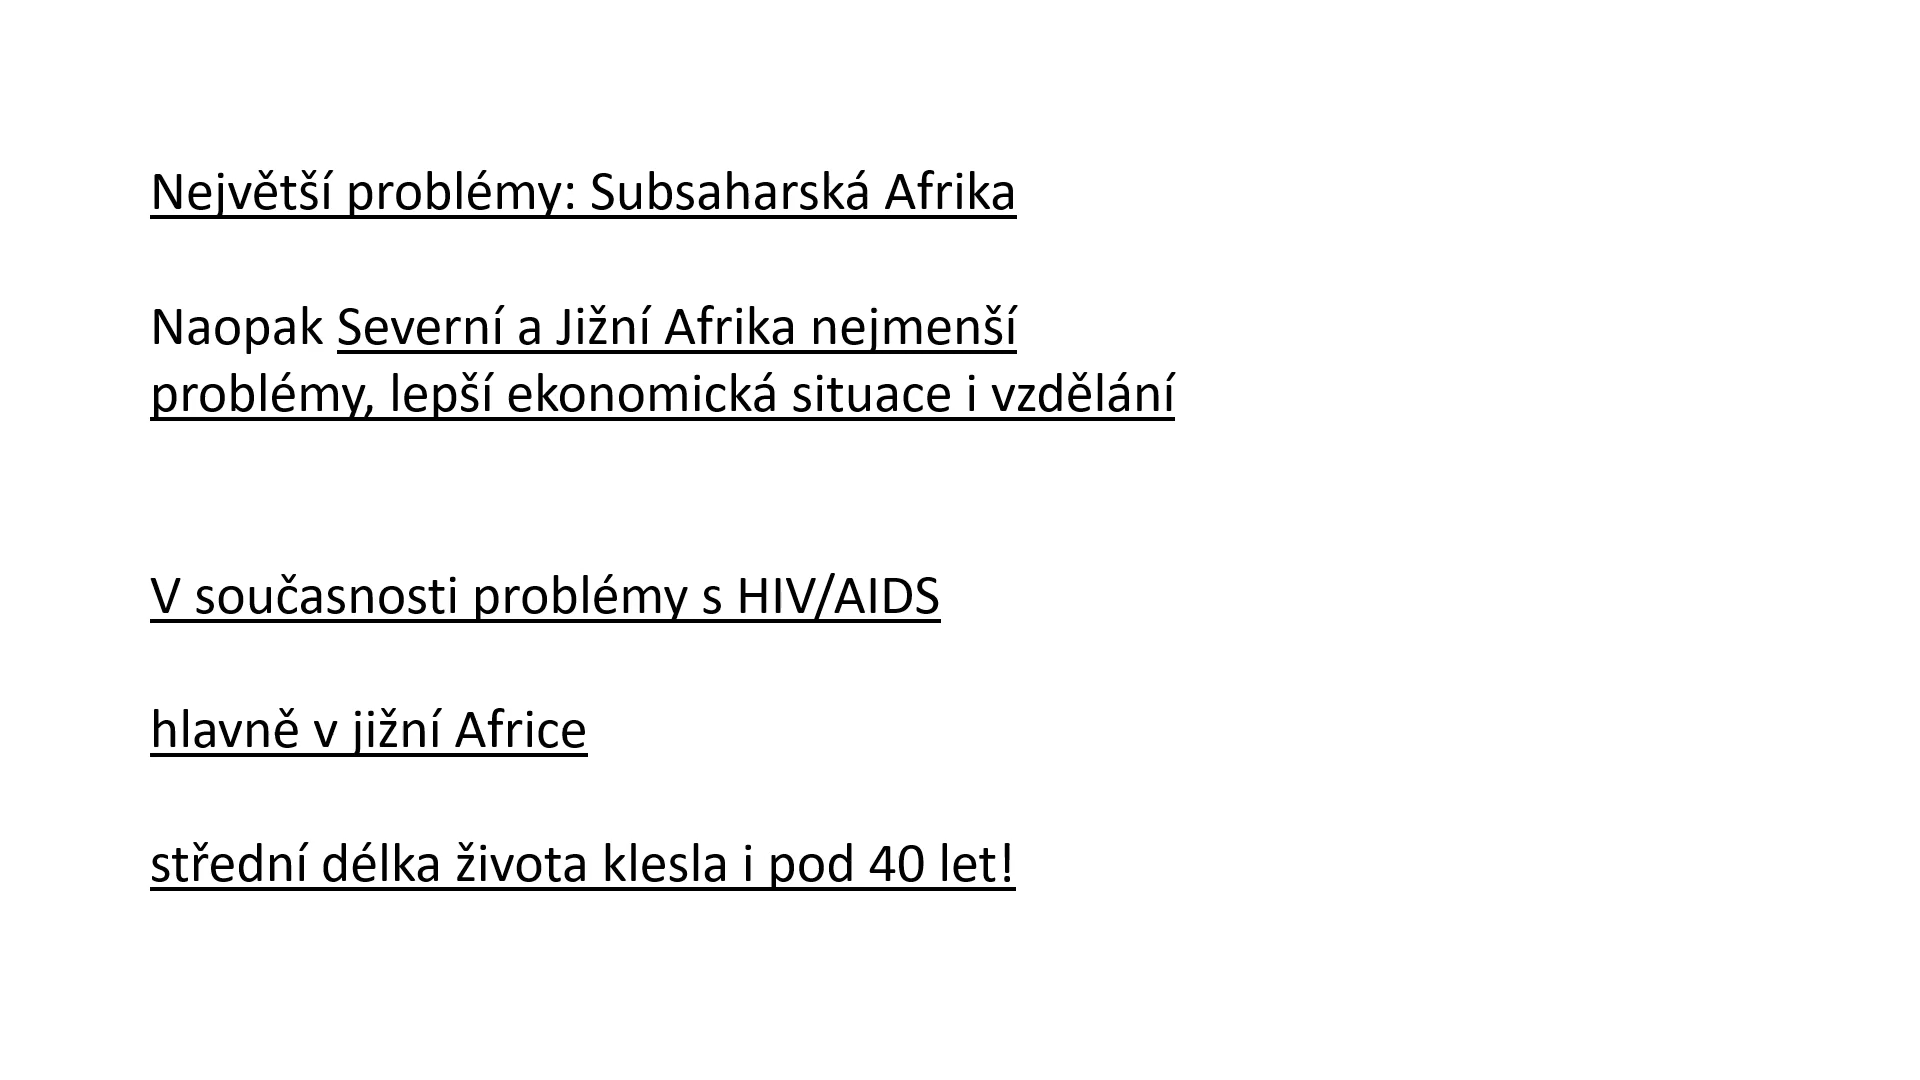 Největší problémy: Subsaharská Afrika
Naopak Severní a Jižní Afrika nejmenší
problémy, lepší ekonomická situace i vzdělání
V současnosti problémy s HIV/AIDS
hlavně v jižní Africe
střední délka života klesla i pod 40 let!